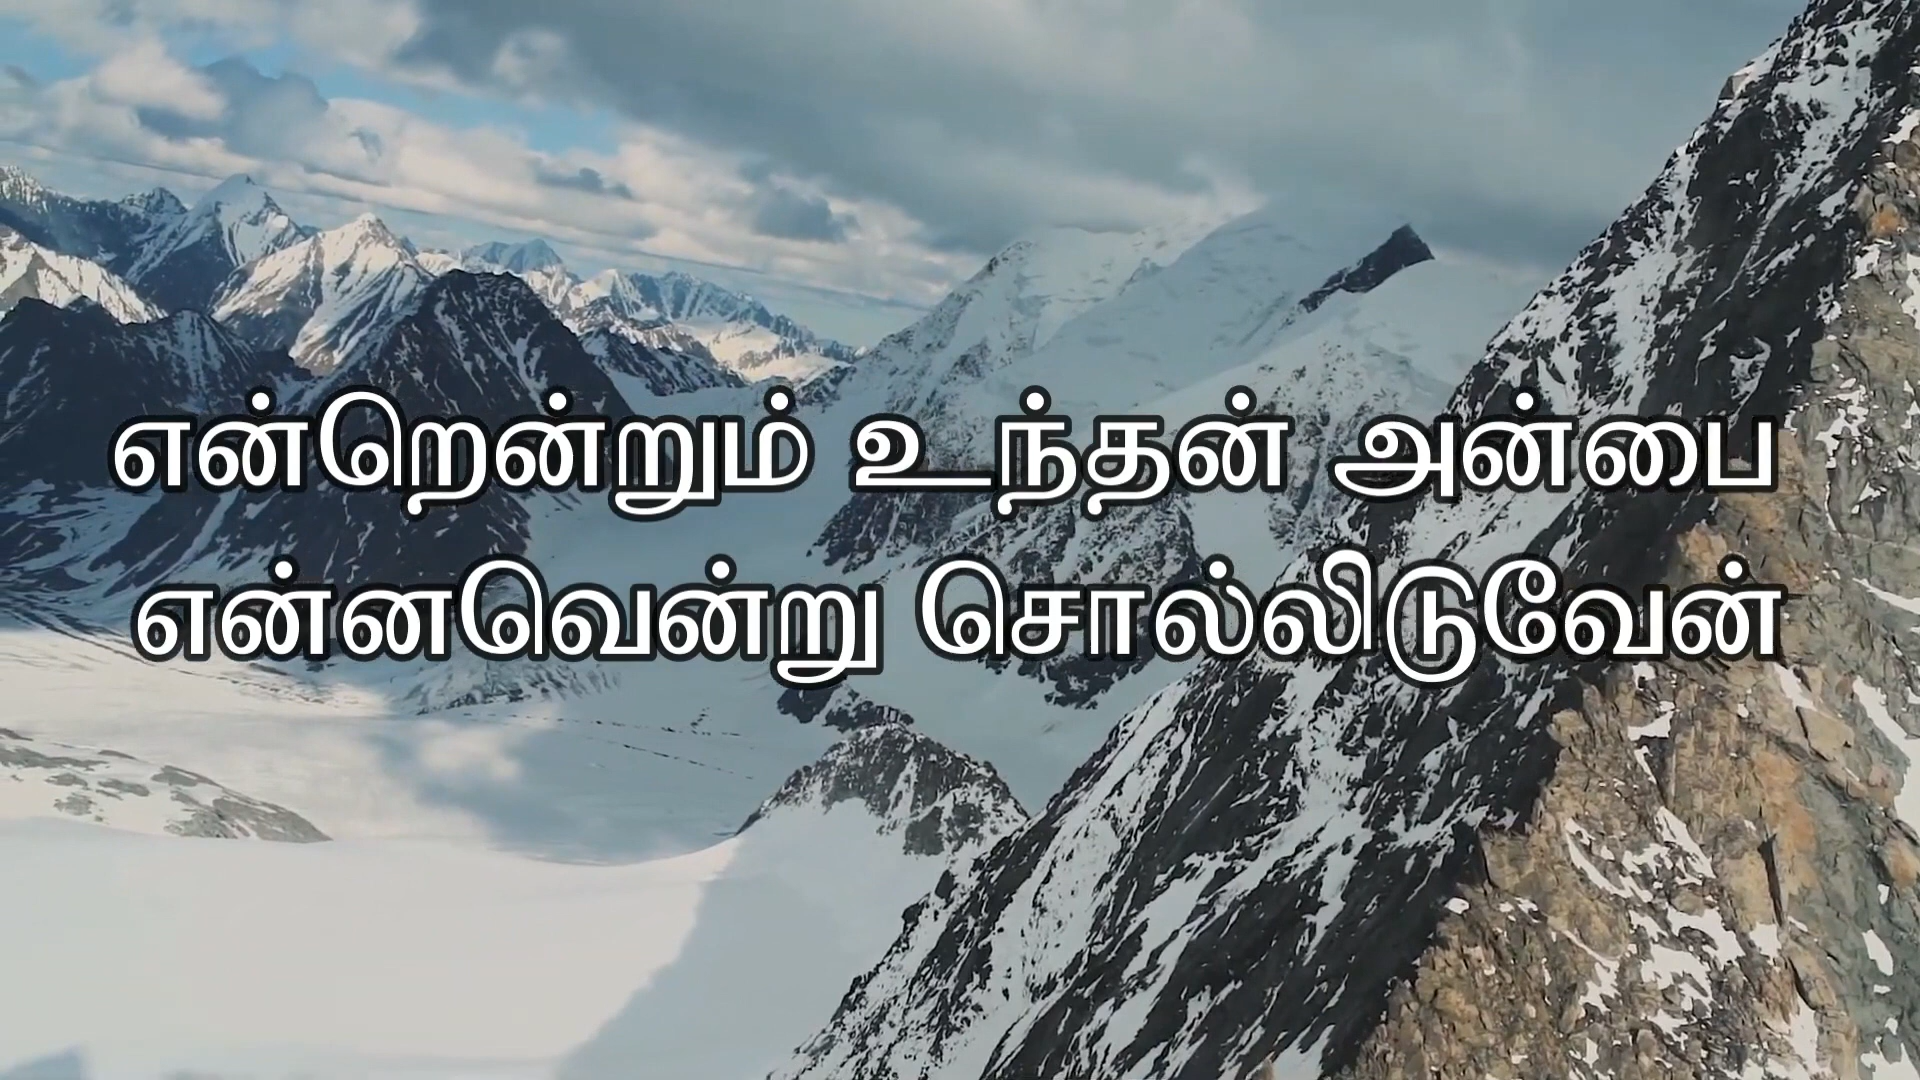 என்றென்றும் உந்தன் அன்பை
என்னவென்று சொல்லிடுவேன்